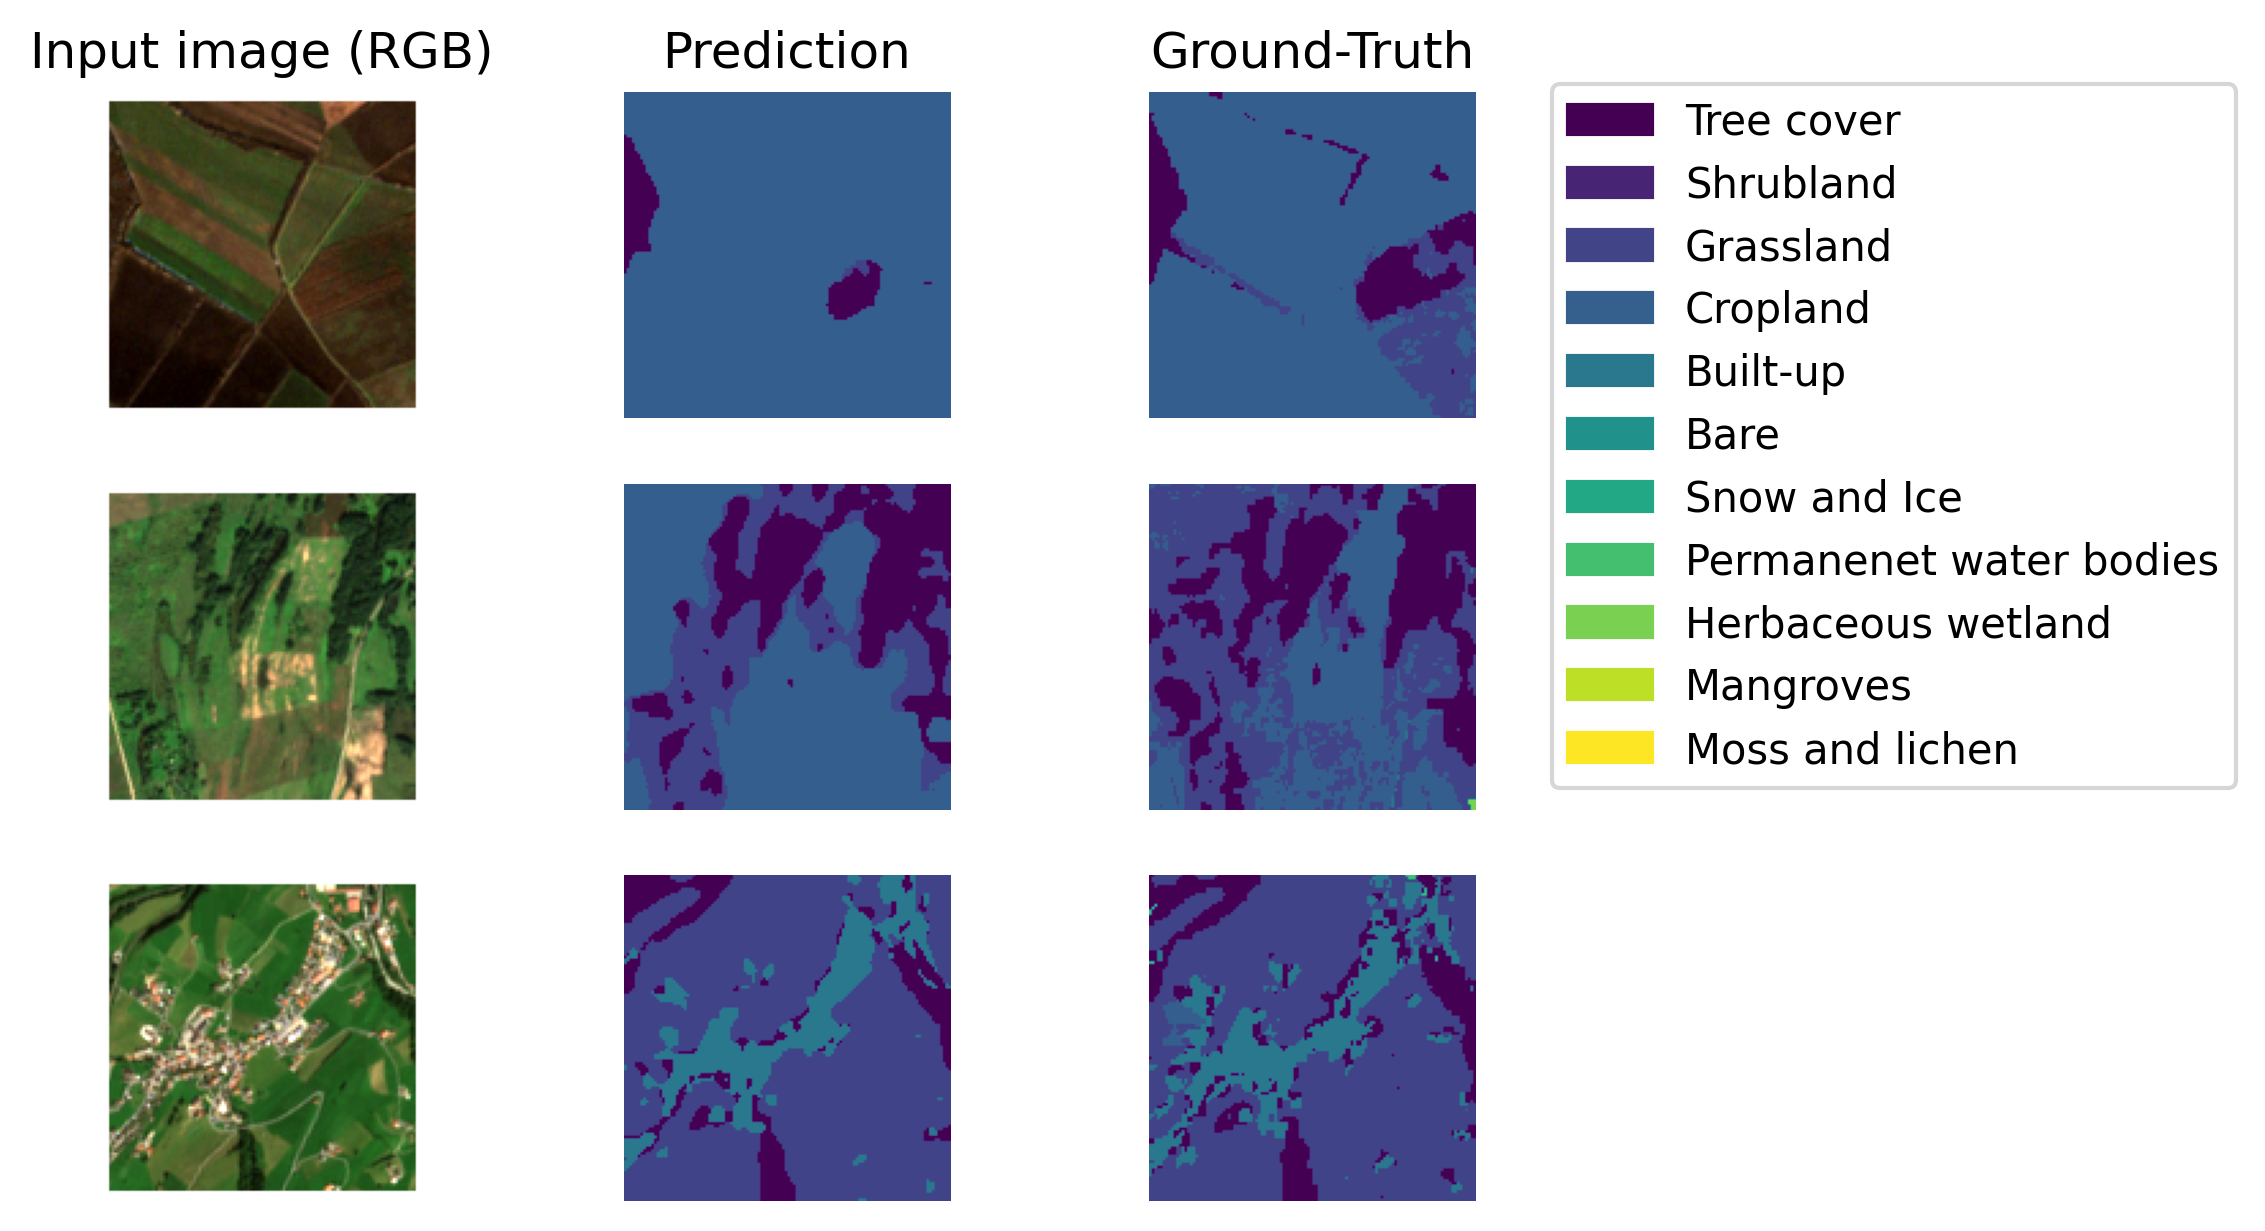 Input image (RGB)
Prediction
Ground-Truth
Tree cover
Shrubland
Grassland
Cropland
Built-up
Bare
Snow and Ice
Permanenet water bodies
Herbaceous wetland
Mangroves
Moss and lichen